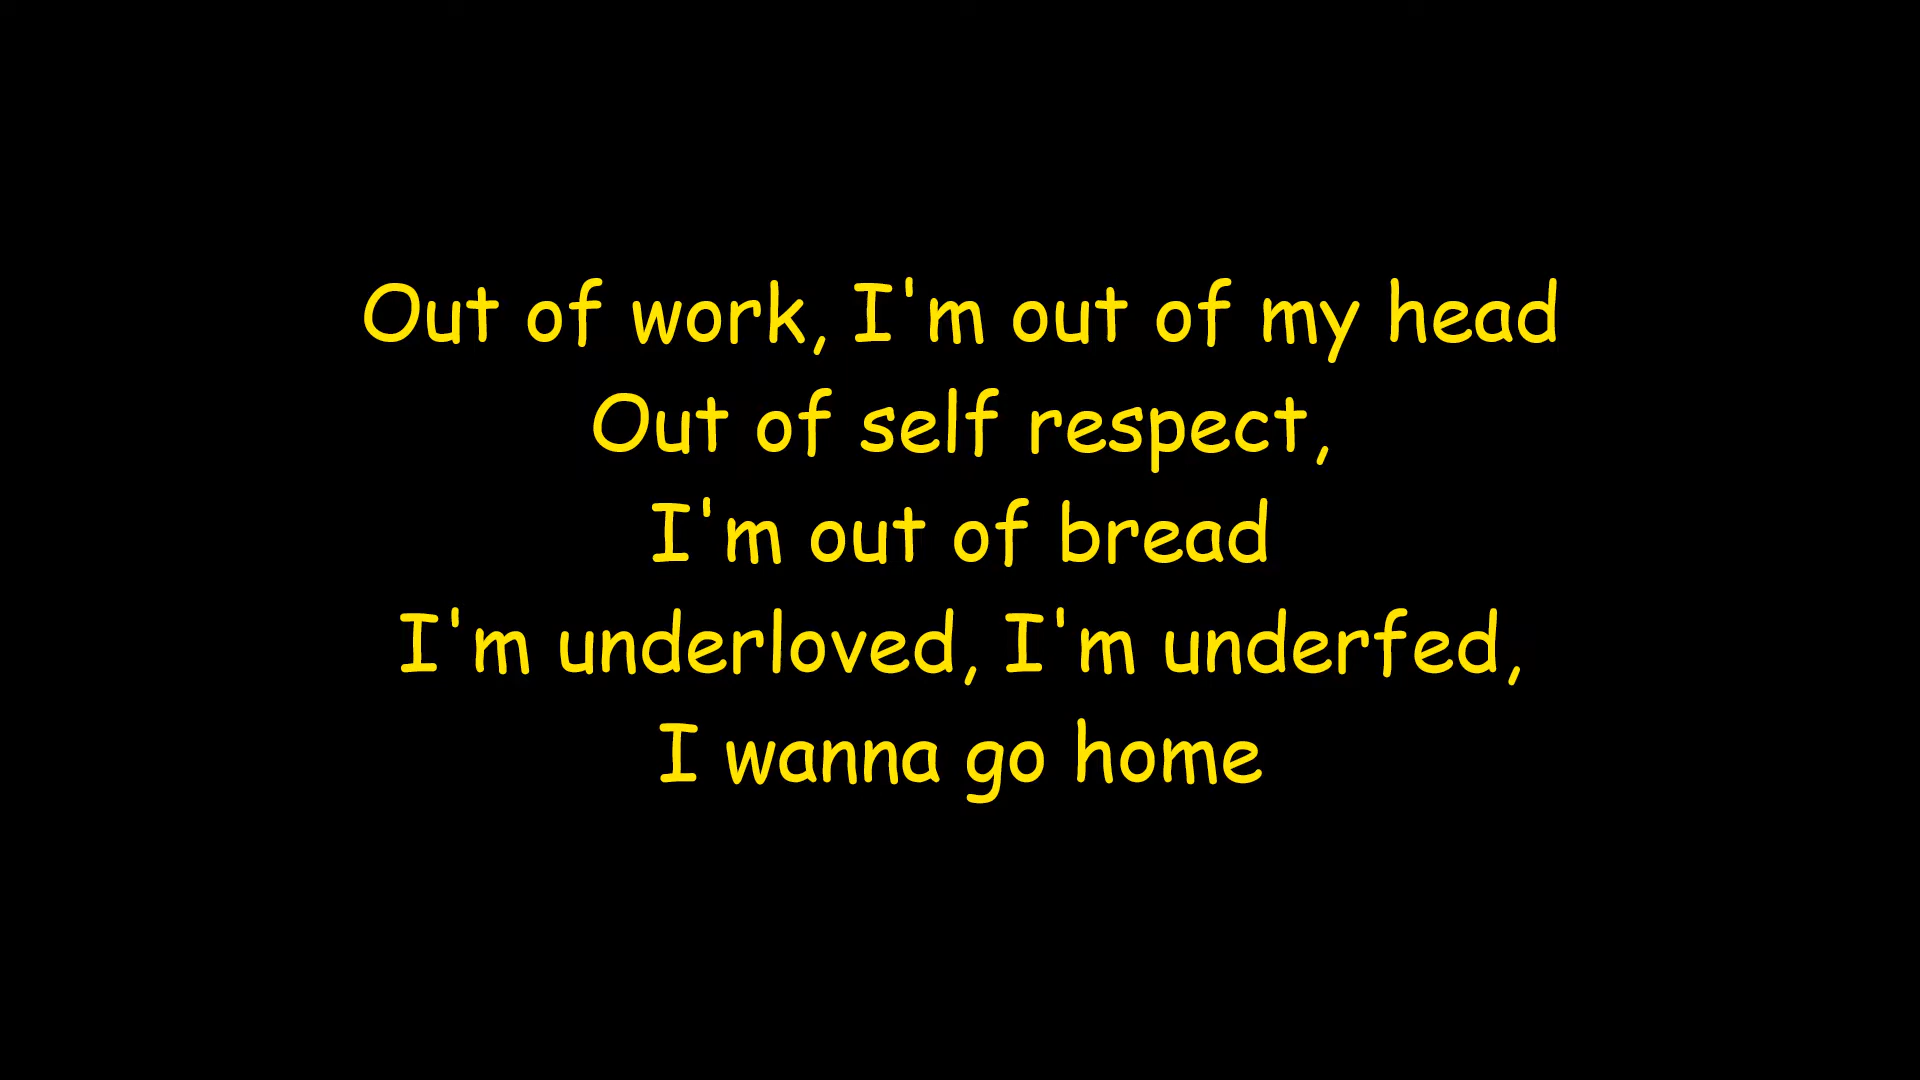 Out of work, I'm out of my head
Out of self respect,
I'm out of bread
I'm underloved, I'm underfed,
I wanna go home